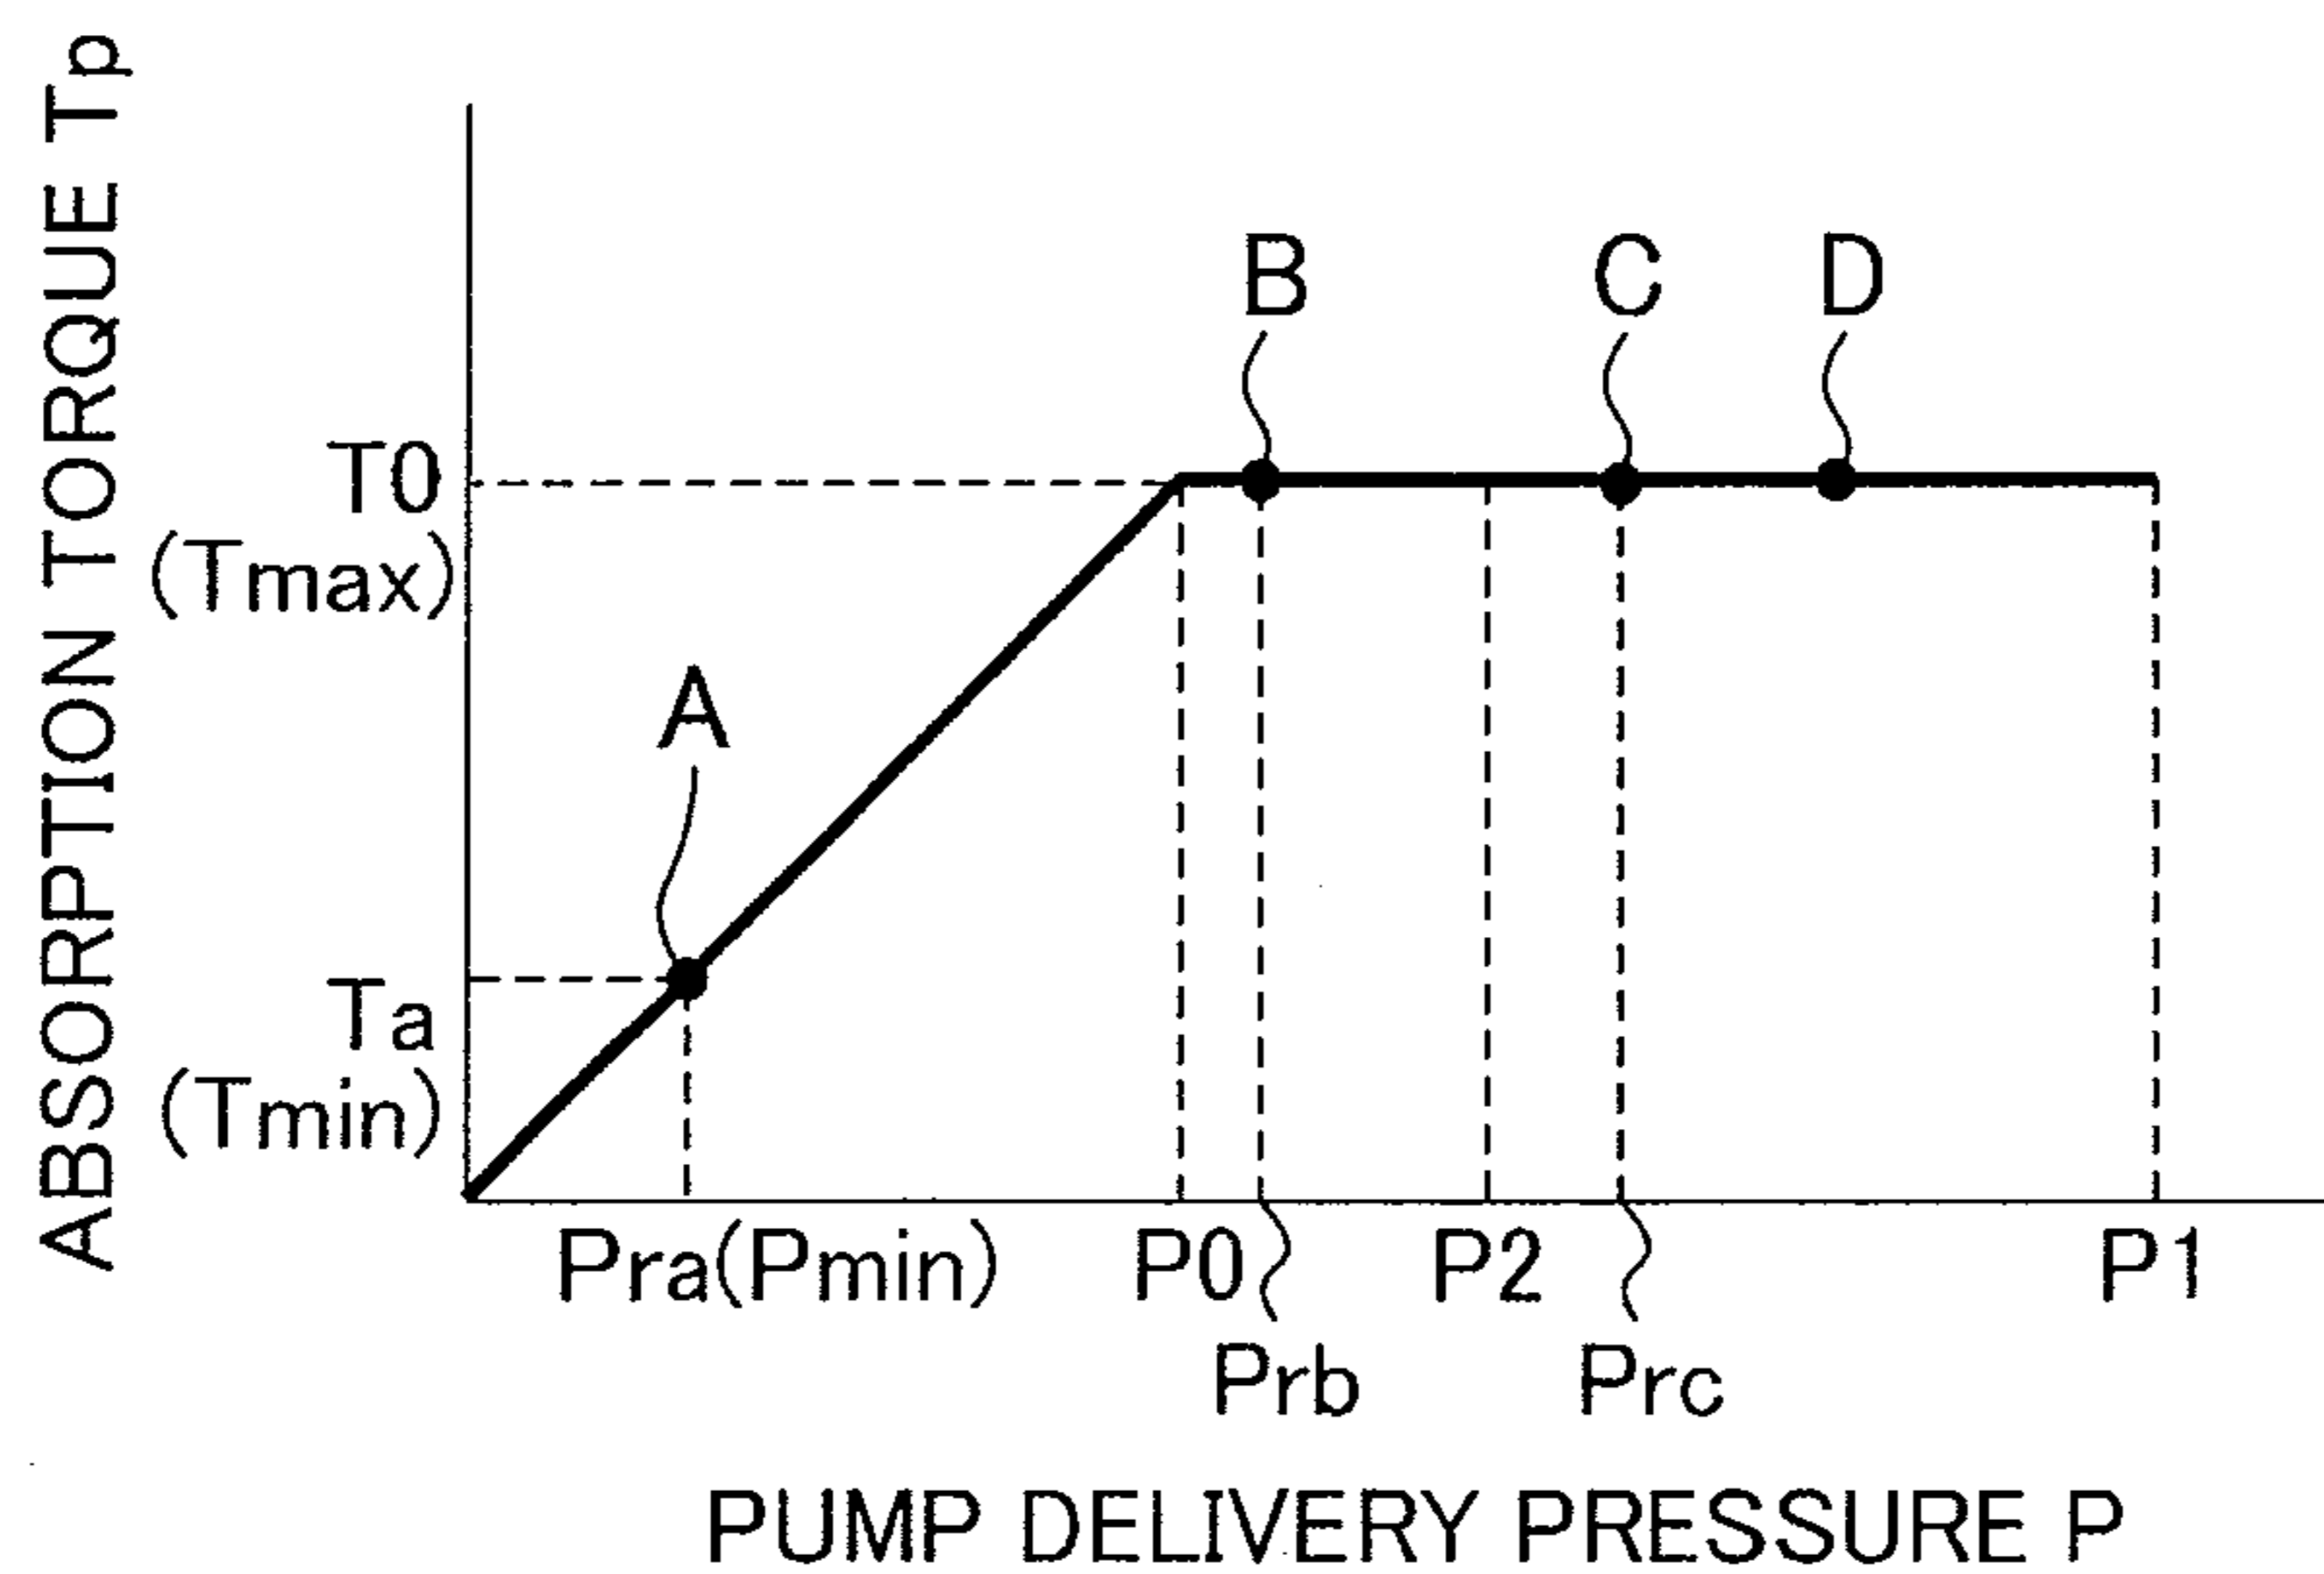 ABSORPTION TORQUE Tp
B
C
D
T0
(Tmax)
A
Ta
(Tmin)
Pra(Pmin)
P0
P2
P1
Prb
Prc
PUMP DELIVERY PRESSURE P